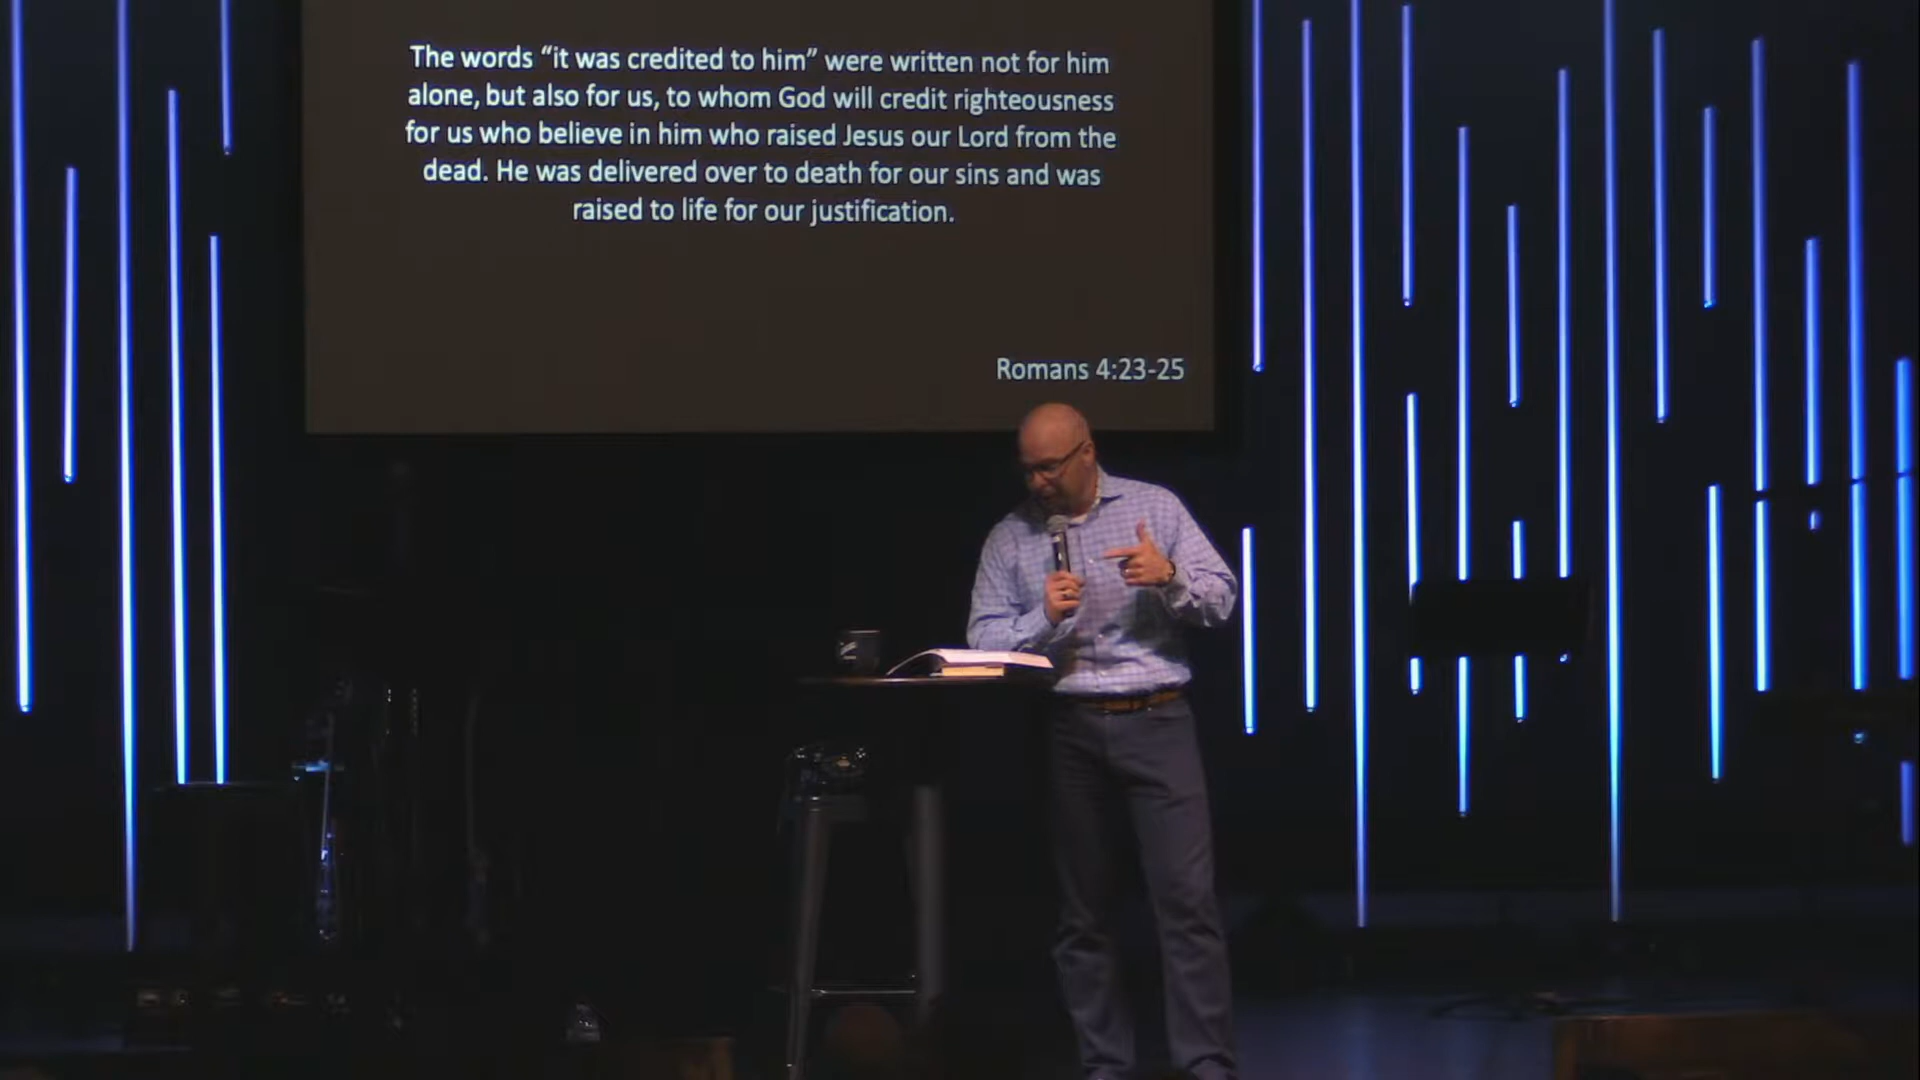 The words “it was credited to him” were written not for him
alone, but also for us, to whom God will credit righteousness
for us who believe in him who raised Jesus our Lord from the
dead. He was delivered over to death for our sins and was
raised to life for our justification.
Romans 4:23-25